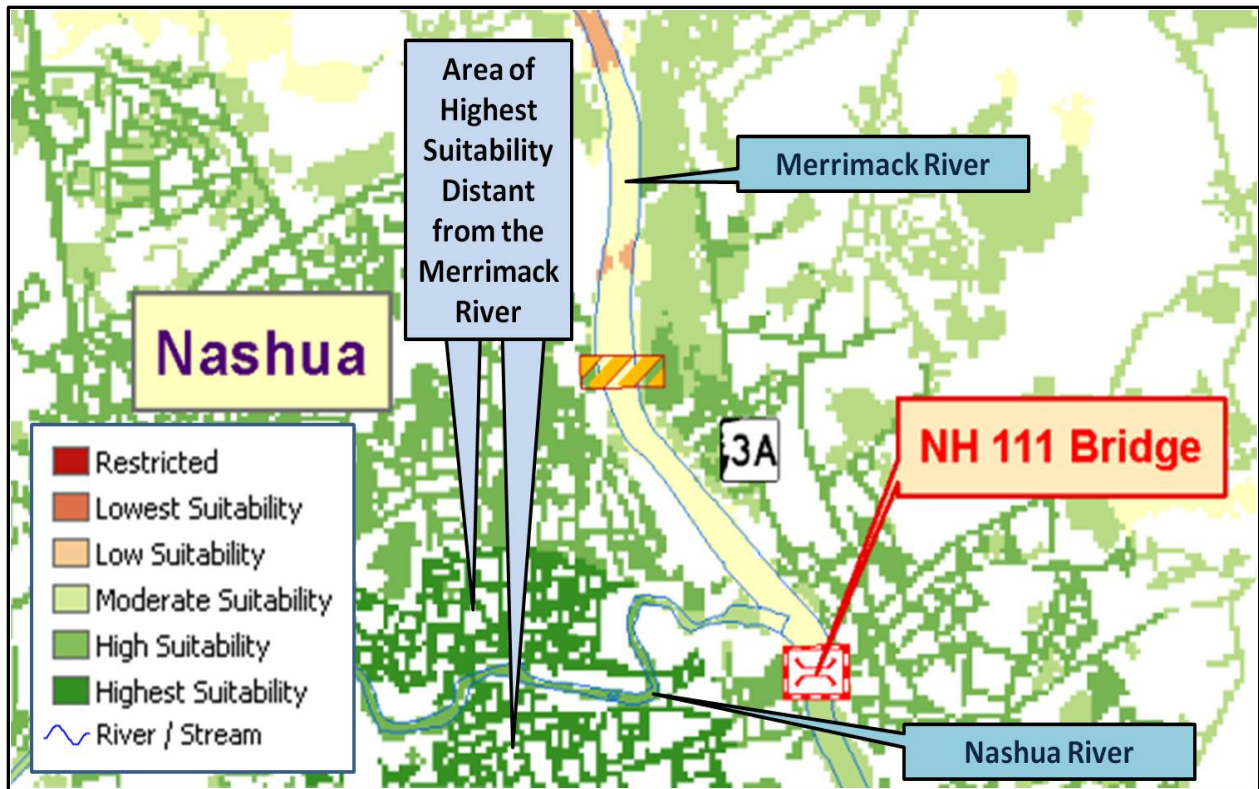 Area of
Highest
Suitability
Distant
from the
Merrimack
River
Merrimack River
Nashua
3A
NH 111 Bridge
Restricted
Lowest Suitability
Low Suitability
Moderate Suitability
High Suitability
Highest Suitability
River / Stream
Nashua River